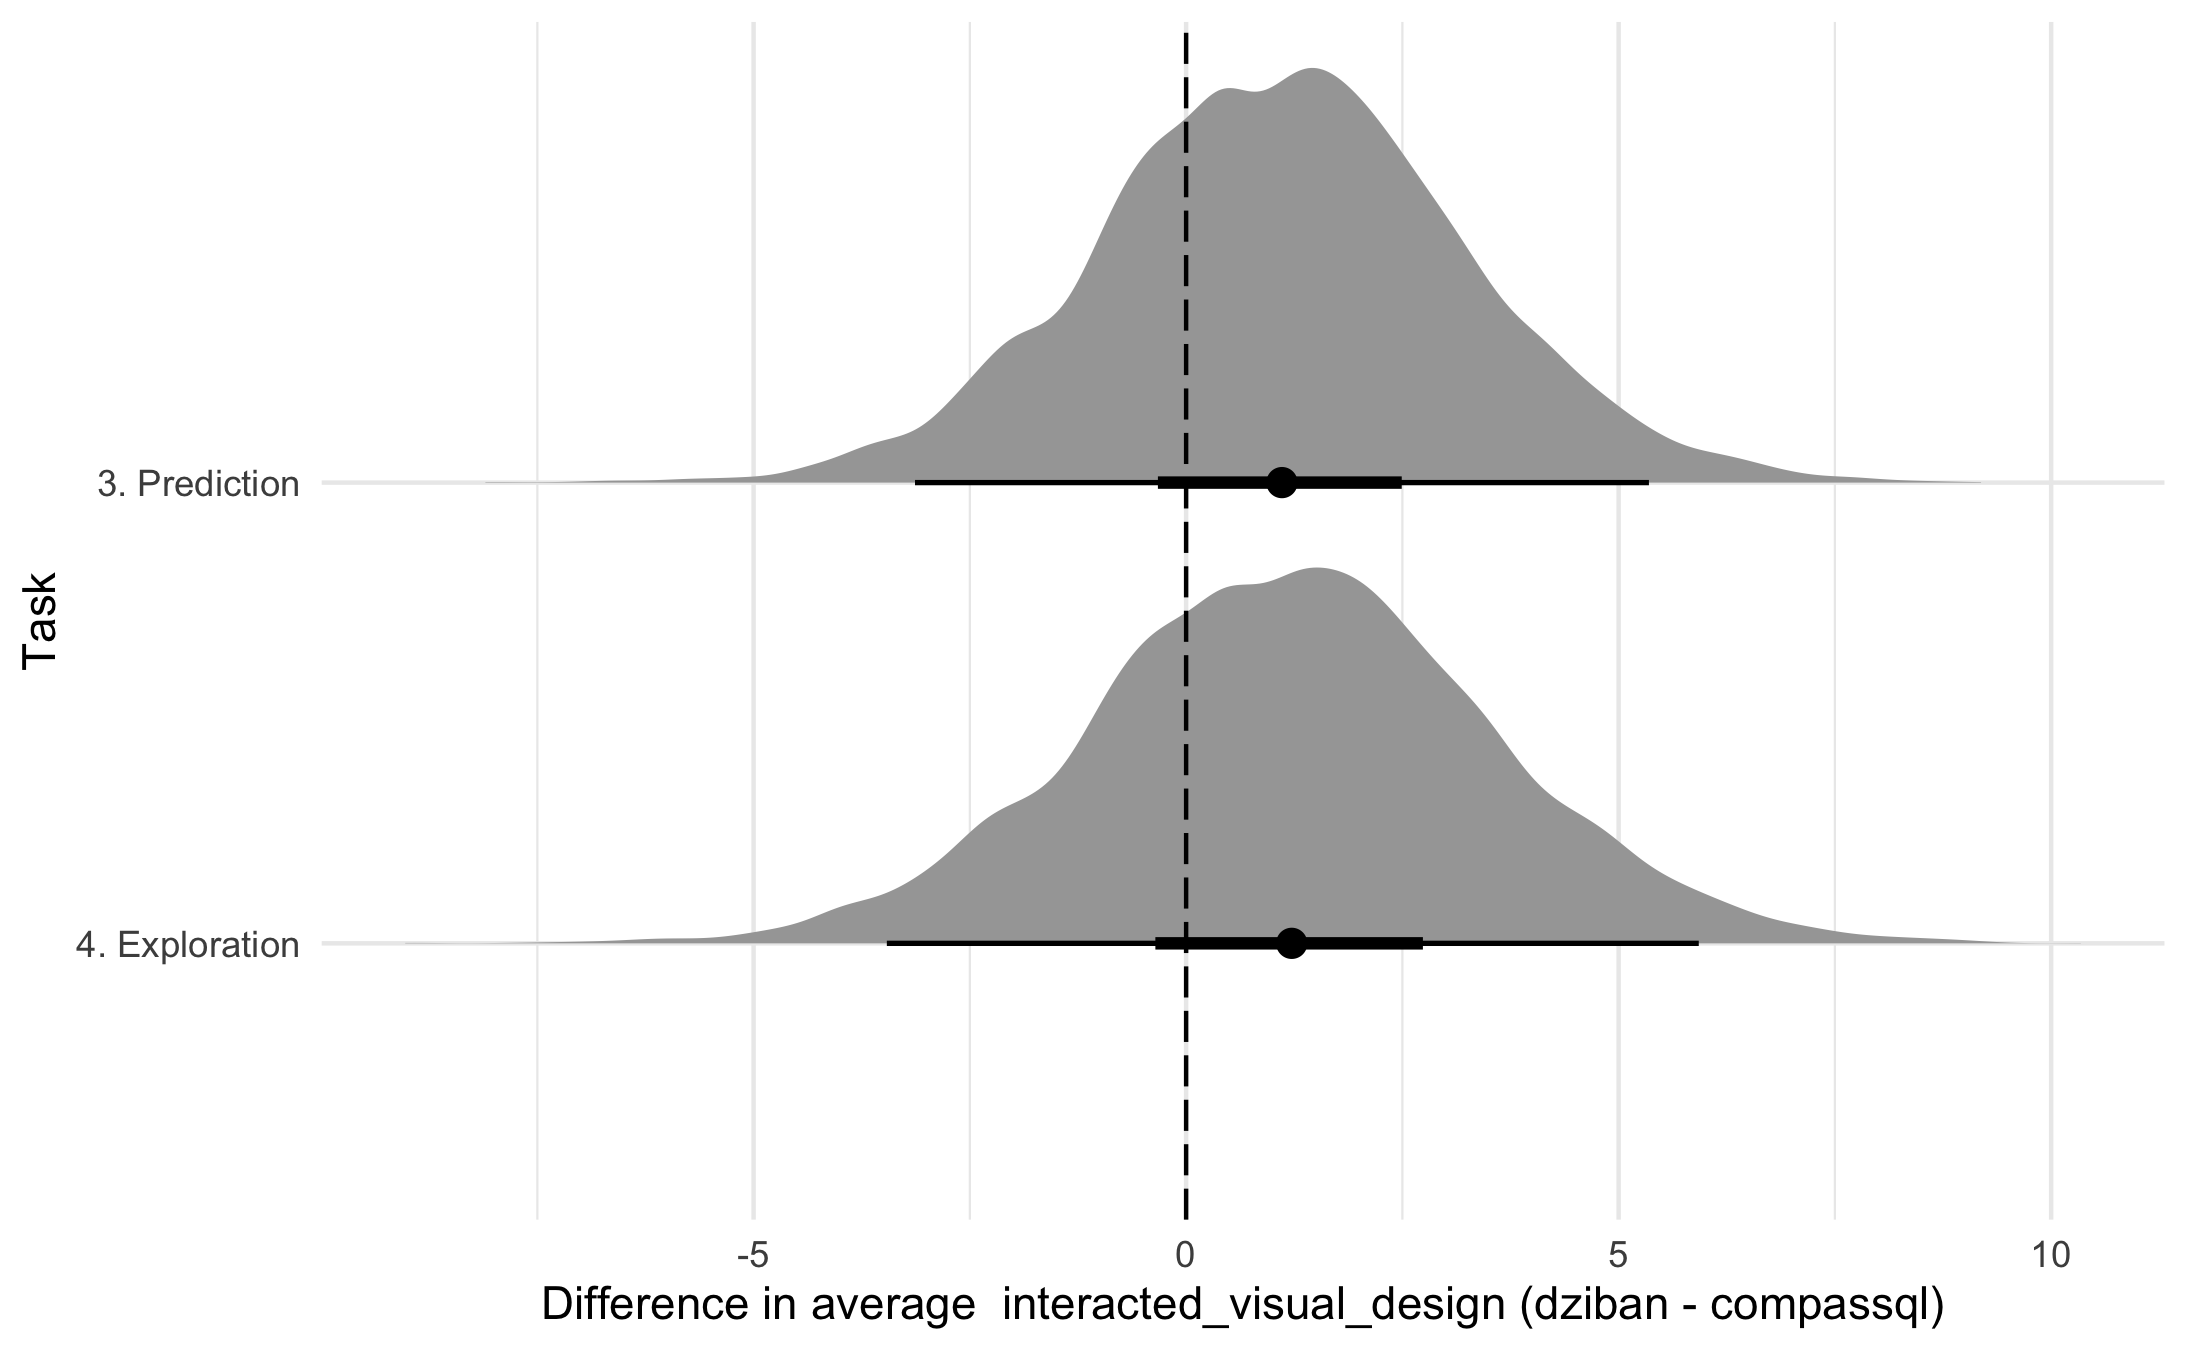 3. Prediction
Task
4. Exploration
-5 0 5 10
Difference in average  interacted_visual_design (dziban - compassql)